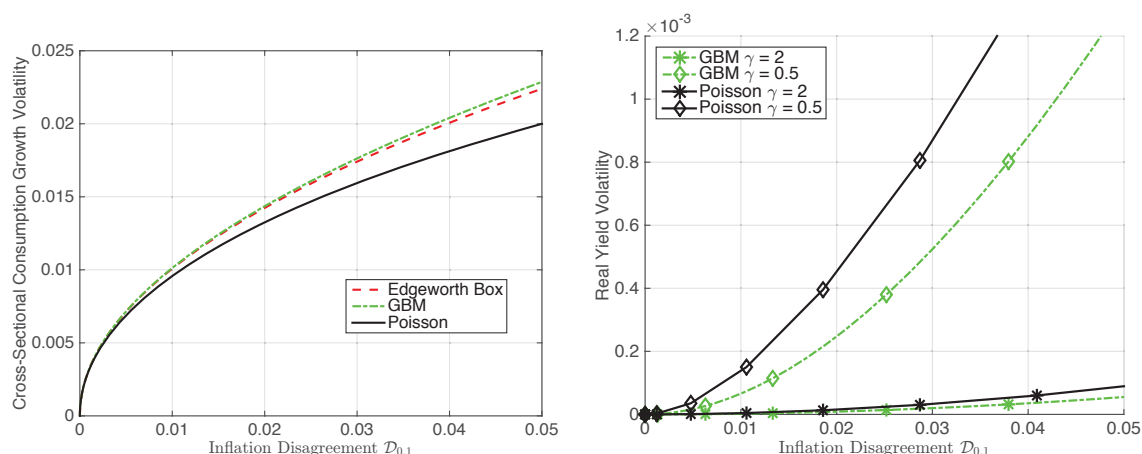 Cross-Sectional Consumption Growth Volatility
0.025
0.02
0.015
0.01
0.005
0
Edgeworth Box
GBM
Poisson
0
0.01
0.02
0.03
0.04
0.05
Inflation Disagreement 𝒟₀,₁
Real Yield Volatility
×10⁻³
1.2
1
0.8
0.6
0.4
0.2
0
GBM γ = 2
GBM γ = 0.5
Poisson γ = 2
Poisson γ = 0.5
0
0.01
0.02
0.03
0.04
0.05
Inflation Disagreement 𝒟₀,₁